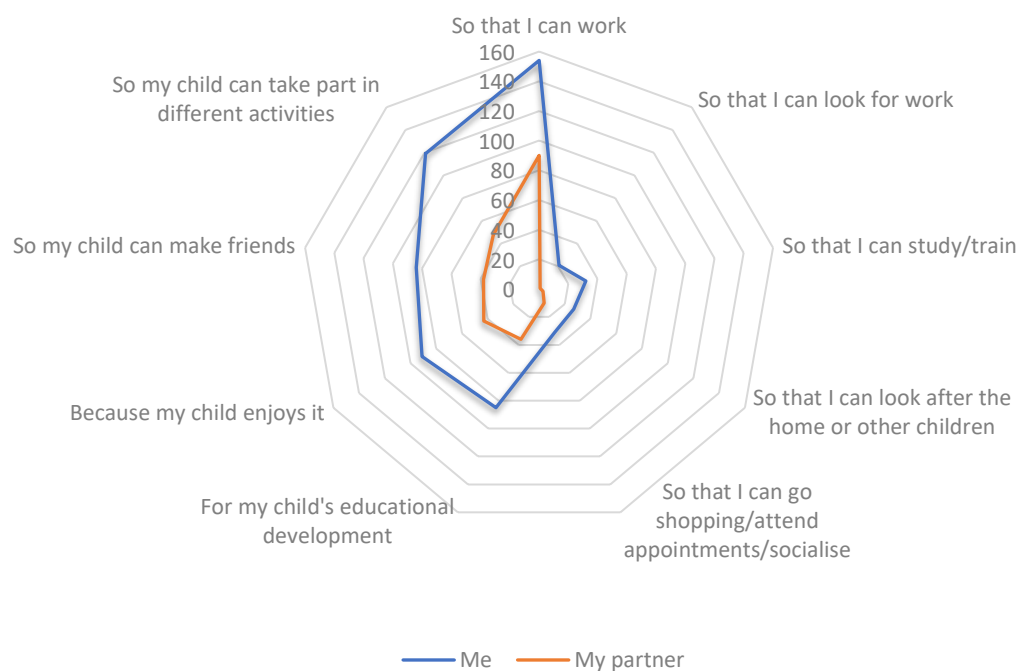 So that I can work
160
140
120
100
80
60
40
20
0
So that I can look for work
So that I can study/train
So that I can look after the
home or other children
So that I can go
shopping/attend
appointments/socialise
For my child's educational
development
Because my child enjoys it
So my child can make friends
So my child can take part in
different activities
Me
My partner